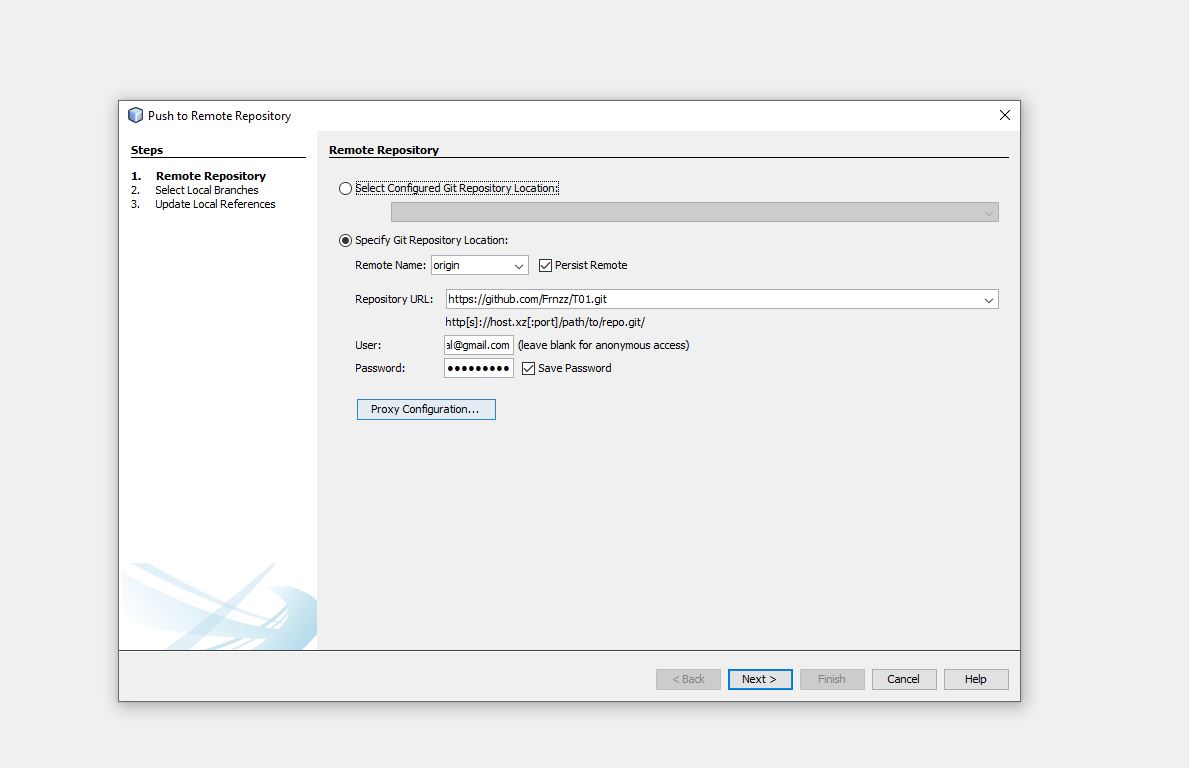 Push to Remote Repository
Steps
1. Remote Repository
2. Select Local Branches
3. Update Local References
Remote Repository
Select Configured Git Repository Location:
Specify Git Repository Location:
Remote Name: origin Persist Remote
Repository URL: https://github.com/Frnzz/T01.git
http[s]://host.xz[:port]/path/to/repo.git/
User: al@gmail.com (leave blank for anonymous access)
Password: ●●●●●●●●● Save Password
Proxy Configuration...
< Back Next > Finish Cancel Help